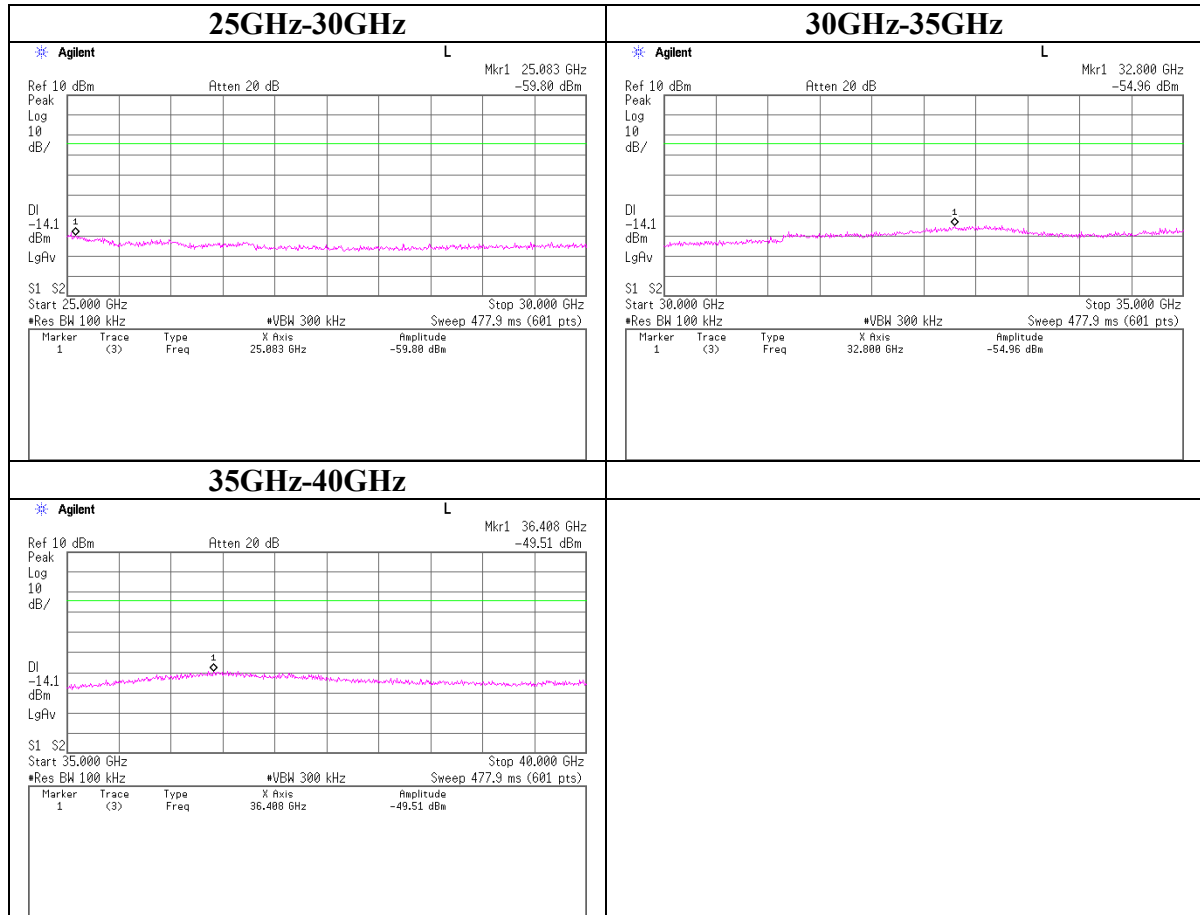 25GHz-30GHz
Agilent L
Mkr1 25.083 GHz
Ref 10 dBm Atten 20 dB -59.80 dBm
Peak
Log
10
dB/
1
DI
-14.1
dBm
LgAv
S1 S2
Start 25.000 GHz Stop 30.000 GHz
#Res BW 100 kHz #VBW 300 kHz Sweep 477.9 ms (601 pts)
Marker Trace Type X Axis Amplitude
1 (3) Freq 25.083 GHz -59.80 dBm
30GHz-35GHz
Agilent L
Mkr1 32.800 GHz
Ref 10 dBm Atten 20 dB -54.96 dBm
Peak
Log
10
dB/
1
DI
-14.1
dBm
LgAv
S1 S2
Start 30.000 GHz Stop 35.000 GHz
#Res BW 100 kHz #VBW 300 kHz Sweep 477.9 ms (601 pts)
Marker Trace Type X Axis Amplitude
1 (3) Freq 32.800 GHz -54.96 dBm
35GHz-40GHz
Agilent L
Mkr1 36.408 GHz
Ref 10 dBm Atten 20 dB -49.51 dBm
Peak
Log
10
dB/
1
DI
-14.1
dBm
LgAv
S1 S2
Start 35.000 GHz Stop 40.000 GHz
#Res BW 100 kHz #VBW 300 kHz Sweep 477.9 ms (601 pts)
Marker Trace Type X Axis Amplitude
1 (3) Freq 36.408 GHz -49.51 dBm